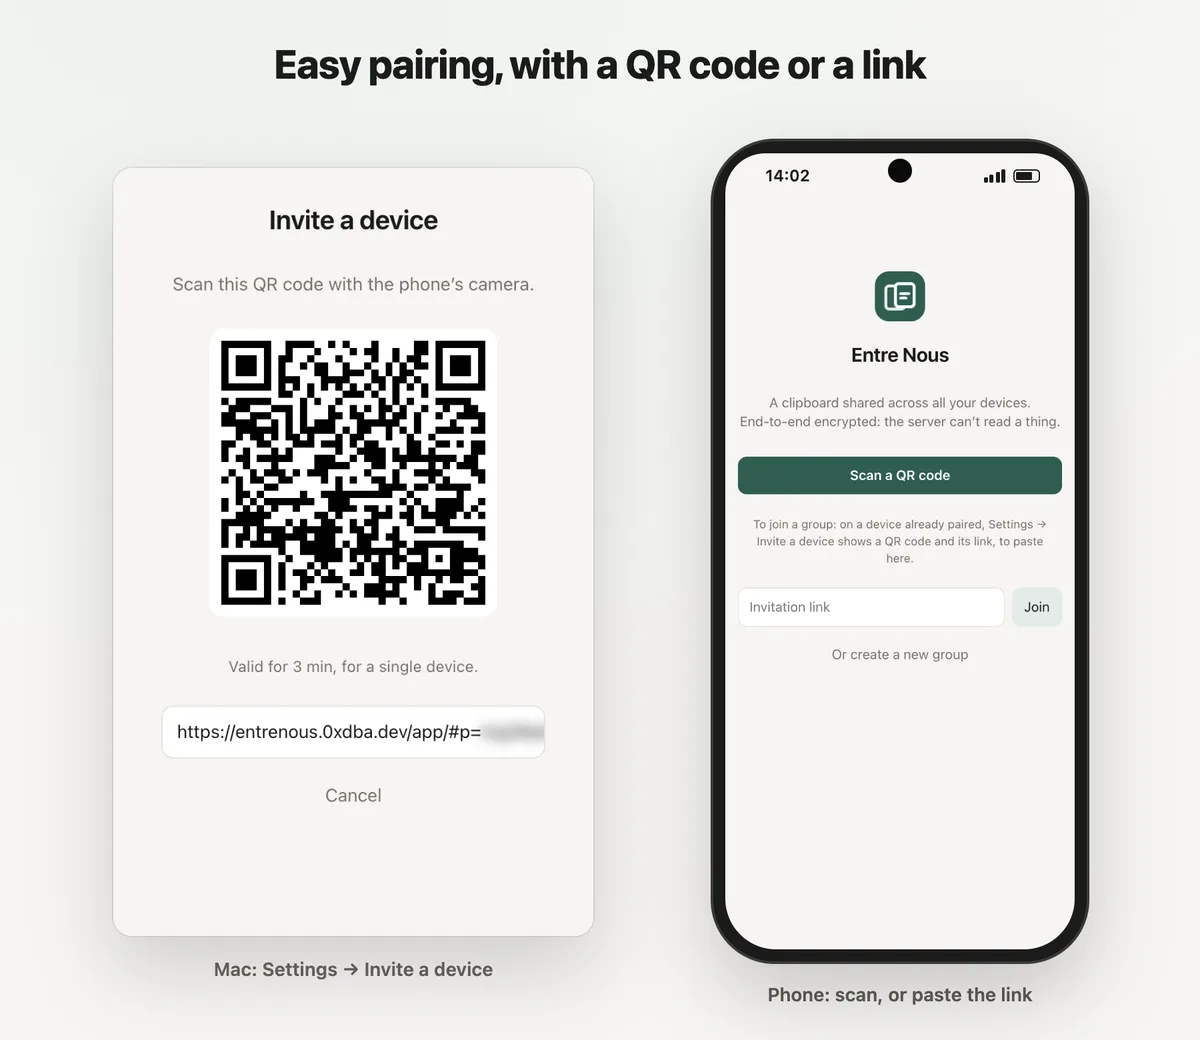 Easy pairing, with a QR code or a link
Invite a device
Scan this QR code with the phone’s camera.
Valid for 3 min, for a single device.
https://entrenous.0xdba.dev/app/#p=
Cancel
Mac: Settings → Invite a device
14:02
Entre Nous
A clipboard shared across all your devices.
End-to-end encrypted: the server can’t read a thing.
Scan a QR code
To join a group: on a device already paired, Settings →
Invite a device shows a QR code and its link, to paste
here.
Invitation link
Join
Or create a new group
Phone: scan, or paste the link